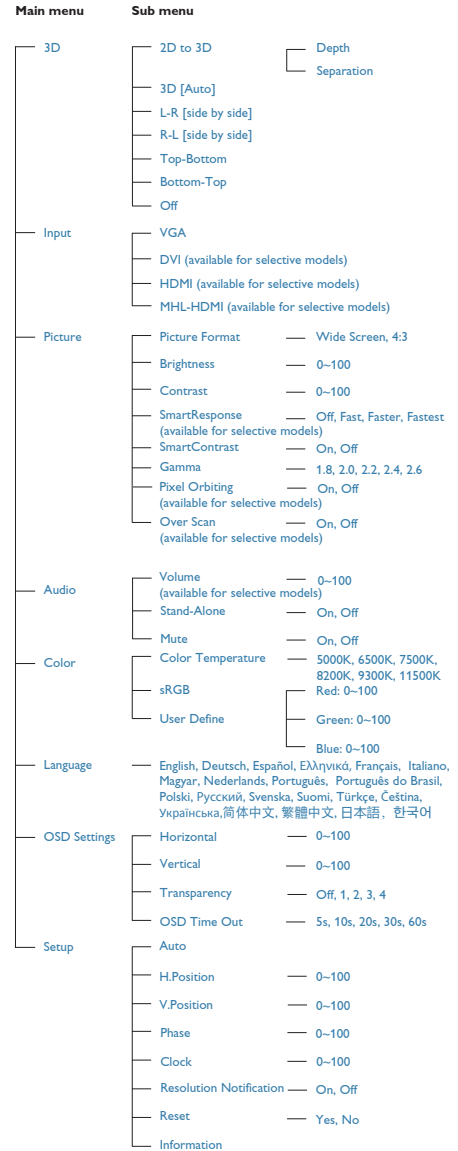 Main menu Sub menu
3D 2D to 3D Depth
Separation
3D [Auto]
L-R [side by side]
R-L [side by side]
Top-Bottom
Bottom-Top
Off
Input VGA
DVI (available for selective models)
HDMI (available for selective models)
MHL-HDMI (available for selective models)
Picture Picture Format Wide Screen, 4:3
Brightness 0~100
Contrast 0~100
SmartResponse Off, Fast, Faster, Fastest
(available for selective models)
SmartContrast On, Off
Gamma 1.8, 2.0, 2.2, 2.4, 2.6
Pixel Orbiting On, Off
(available for selective models)
Over Scan On, Off
(available for selective models)
Audio Volume 0~100
(available for selective models)
Stand-Alone On, Off
Mute On, Off
Color Color Temperature 5000K, 6500K, 7500K,
8200K, 9300K, 11500K
sRGB Red: 0~100
User Define Green: 0~100
Blue: 0~100
Language English, Deutsch, Español, Ελληνικά, Français, Italiano,
Magyar, Nederlands, Português, Português do Brasil,
Polski, Русский, Svenska, Suomi, Türkçe, Čeština,
Українська,简体中文, 繁體中文, 日本語, 한국어
OSD Settings Horizontal 0~100
Vertical 0~100
Transparency Off, 1, 2, 3, 4
OSD Time Out 5s, 10s, 20s, 30s, 60s
Setup Auto
H.Position 0~100
V.Position 0~100
Phase 0~100
Clock 0~100
Resolution Notification On, Off
Reset Yes, No
Information